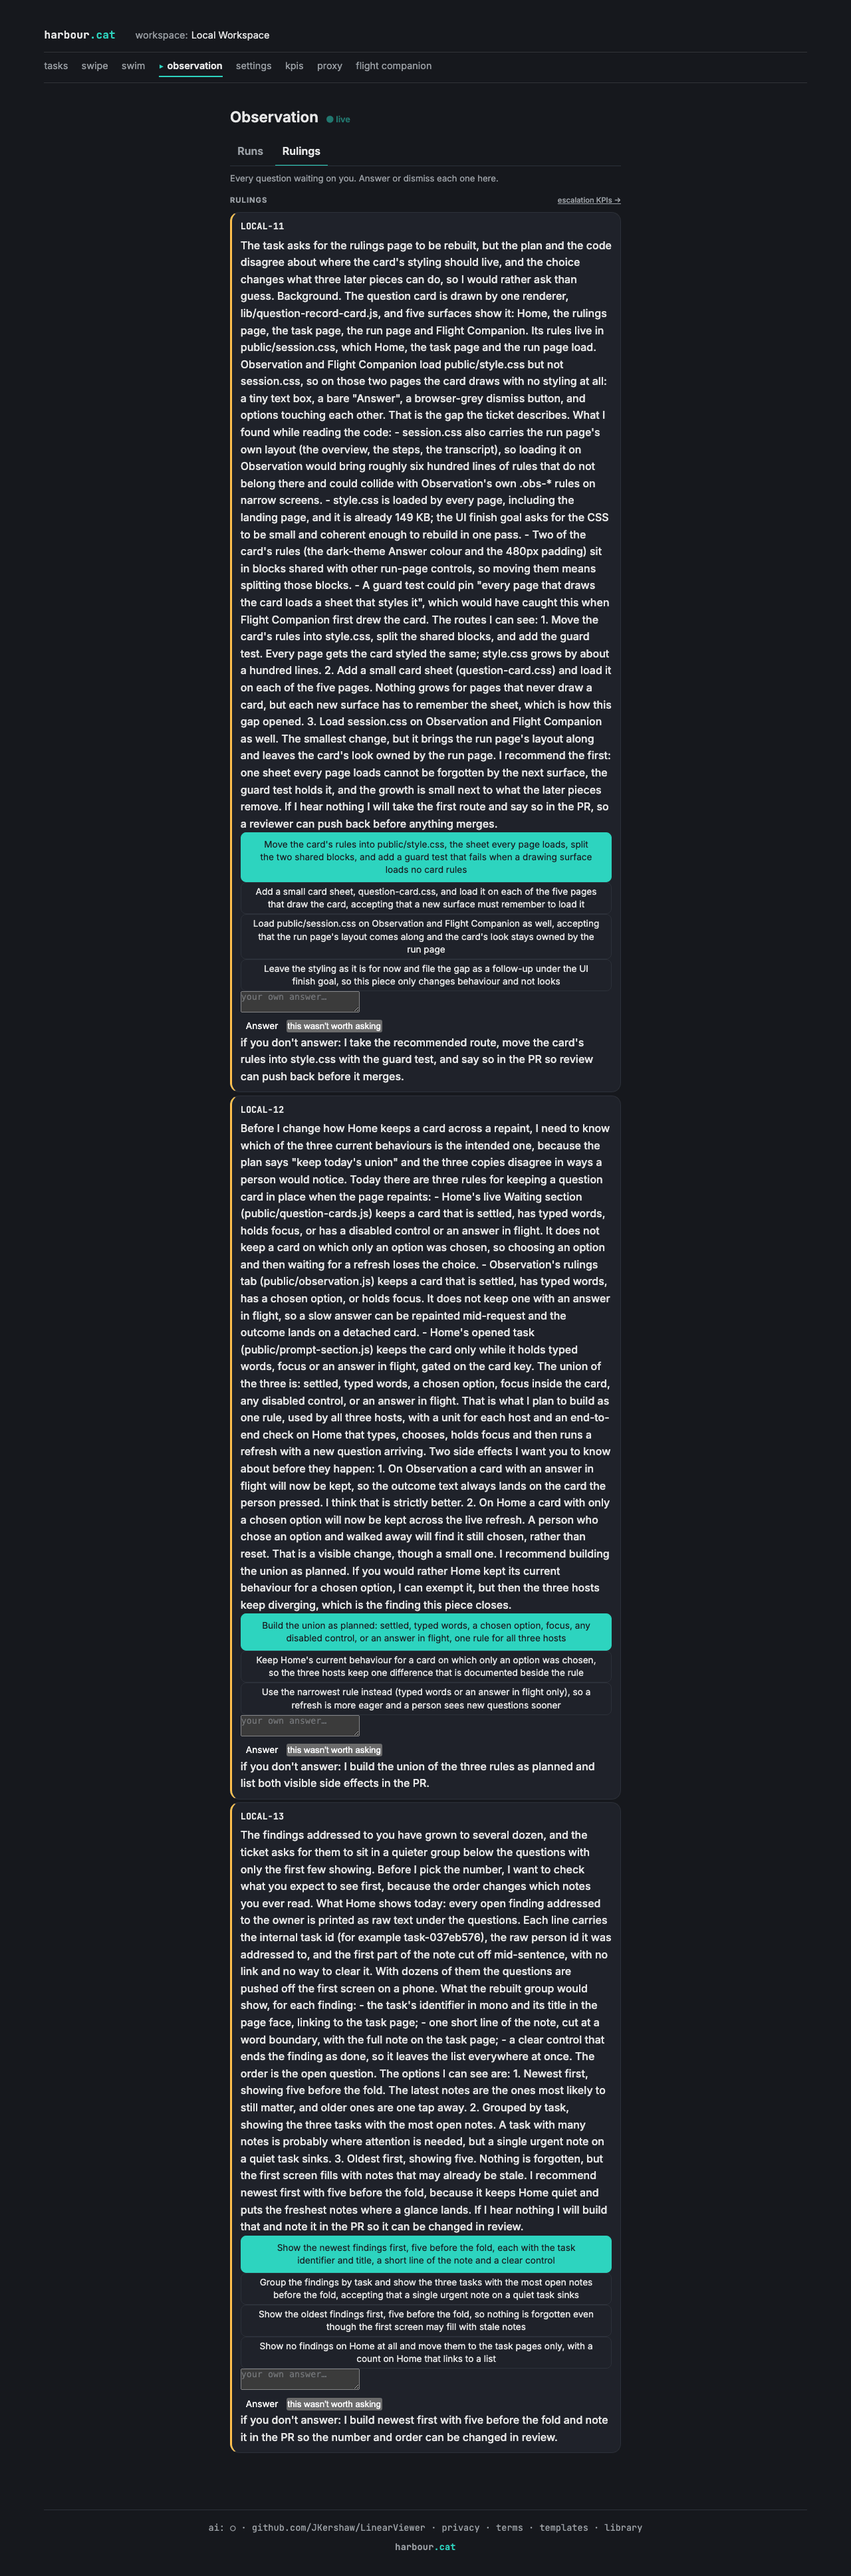 harbour.cat workspace: Local Workspace
tasks swipe swim ▸ observation settings kpis proxy flight companion
Observation ● live
Runs Rulings
Every question waiting on you. Answer or dismiss each one here.
RULINGS escalation KPIs →
LOCAL-11
The task asks for the rulings page to be rebuilt, but the plan and the code
disagree about where the card's styling should live, and the choice
changes what three later pieces can do, so I would rather ask than
guess. Background. The question card is drawn by one renderer,
lib/question-record-card.js, and five surfaces show it: Home, the rulings
page, the task page, the run page and Flight Companion. Its rules live in
public/session.css, which Home, the task page and the run page load.
Observation and Flight Companion load public/style.css but not
session.css, so on those two pages the card draws with no styling at all:
a tiny text box, a bare "Answer", a browser-grey dismiss button, and
options touching each other. That is the gap the ticket describes. What I
found while reading the code: - session.css also carries the run page's
own layout (the overview, the steps, the transcript), so loading it on
Observation would bring roughly six hundred lines of rules that do not
belong there and could collide with Observation's own .obs-* rules on
narrow screens. - style.css is loaded by every page, including the
landing page, and it is already 149 KB; the UI finish goal asks for the CSS
to be small and coherent enough to rebuild in one pass. - Two of the
card's rules (the dark-theme Answer colour and the 480px padding) sit
in blocks shared with other run-page controls, so moving them means
splitting those blocks. - A guard test could pin "every page that draws
the card loads a sheet that styles it", which would have caught this when
Flight Companion first drew the card. The routes I can see: 1. Move the
card's rules into style.css, split the shared blocks, and add the guard
test. Every page gets the card styled the same; style.css grows by about
a hundred lines. 2. Add a small card sheet (question-card.css) and load it
on each of the five pages. Nothing grows for pages that never draw a
card, but each new surface has to remember the sheet, which is how this
gap opened. 3. Load session.css on Observation and Flight Companion
as well. The smallest change, but it brings the run page's layout along
and leaves the card's look owned by the run page. I recommend the first:
one sheet every page loads cannot be forgotten by the next surface, the
guard test holds it, and the growth is small next to what the later pieces
remove. If I hear nothing I will take the first route and say so in the PR, so
a reviewer can push back before anything merges.
Move the card's rules into public/style.css, the sheet every page loads, split
the two shared blocks, and add a guard test that fails when a drawing surface
loads no card rules
Add a small card sheet, question-card.css, and load it on each of the five pages
that draw the card, accepting that a new surface must remember to load it
Load public/session.css on Observation and Flight Companion as well, accepting
that the run page's layout comes along and the card's look stays owned by the
run page
Leave the styling as it is for now and file the gap as a follow-up under the UI
finish goal, so this piece only changes behaviour and not looks
your own answer…
Answer this wasn't worth asking
if you don't answer: I take the recommended route, move the card's
rules into style.css with the guard test, and say so in the PR so review
can push back before it merges.
LOCAL-12
Before I change how Home keeps a card across a repaint, I need to know
which of the three current behaviours is the intended one, because the
plan says "keep today's union" and the three copies disagree in ways a
person would notice. Today there are three rules for keeping a question
card in place when the page repaints: - Home's live Waiting section
(public/question-cards.js) keeps a card that is settled, has typed words,
holds focus, or has a disabled control or an answer in flight. It does not
keep a card on which only an option was chosen, so choosing an option
and then waiting for a refresh loses the choice. - Observation's rulings
tab (public/observation.js) keeps a card that is settled, has typed words,
has a chosen option, or holds focus. It does not keep one with an answer
in flight, so a slow answer can be repainted mid-request and the
outcome lands on a detached card. - Home's opened task
(public/prompt-section.js) keeps the card only while it holds typed
words, focus or an answer in flight, gated on the card key. The union of
the three is: settled, typed words, a chosen option, focus inside the card,
any disabled control, or an answer in flight. That is what I plan to build as
one rule, used by all three hosts, with a unit for each host and an end-to-
end check on Home that types, chooses, holds focus and then runs a
refresh with a new question arriving. Two side effects I want you to know
about before they happen: 1. On Observation a card with an answer in
flight will now be kept, so the outcome text always lands on the card the
person pressed. I think that is strictly better. 2. On Home a card with only
a chosen option will now be kept across the live refresh. A person who
chose an option and walked away will find it still chosen, rather than
reset. That is a visible change, though a small one. I recommend building
the union as planned. If you would rather Home kept its current
behaviour for a chosen option, I can exempt it, but then the three hosts
keep diverging, which is the finding this piece closes.
Build the union as planned: settled, typed words, a chosen option, focus, any
disabled control, or an answer in flight, one rule for all three hosts
Keep Home's current behaviour for a card on which only an option was chosen,
so the three hosts keep one difference that is documented beside the rule
Use the narrowest rule instead (typed words or an answer in flight only), so a
refresh is more eager and a person sees new questions sooner
your own answer…
Answer this wasn't worth asking
if you don't answer: I build the union of the three rules as planned and
list both visible side effects in the PR.
LOCAL-13
The findings addressed to you have grown to several dozen, and the
ticket asks for them to sit in a quieter group below the questions with
only the first few showing. Before I pick the number, I want to check
what you expect to see first, because the order changes which notes
you ever read. What Home shows today: every open finding addressed
to the owner is printed as raw text under the questions. Each line carries
the internal task id (for example task-037eb576), the raw person id it was
addressed to, and the first part of the note cut off mid-sentence, with no
link and no way to clear it. With dozens of them the questions are
pushed off the first screen on a phone. What the rebuilt group would
show, for each finding: - the task's identifier in mono and its title in the
page face, linking to the task page; - one short line of the note, cut at a
word boundary, with the full note on the task page; - a clear control that
ends the finding as done, so it leaves the list everywhere at once. The
order is the open question. The options I can see are: 1. Newest first,
showing five before the fold. The latest notes are the ones most likely to
still matter, and older ones are one tap away. 2. Grouped by task,
showing the three tasks with the most open notes. A task with many
notes is probably where attention is needed, but a single urgent note on
a quiet task sinks. 3. Oldest first, showing five. Nothing is forgotten, but
the first screen fills with notes that may already be stale. I recommend
newest first with five before the fold, because it keeps Home quiet and
puts the freshest notes where a glance lands. If I hear nothing I will build
that and note it in the PR so it can be changed in review.
Show the newest findings first, five before the fold, each with the task
identifier and title, a short line of the note and a clear control
Group the findings by task and show the three tasks with the most open notes
before the fold, accepting that a single urgent note on a quiet task sinks
Show the oldest findings first, five before the fold, so nothing is forgotten even
though the first screen may fill with stale notes
Show no findings on Home at all and move them to the task pages only, with a
count on Home that links to a list
your own answer…
Answer this wasn't worth asking
if you don't answer: I build newest first with five before the fold and note
it in the PR so the number and order can be changed in review.
ai: ○ · github.com/JKershaw/LinearViewer · privacy · terms · templates · library
harbour.cat